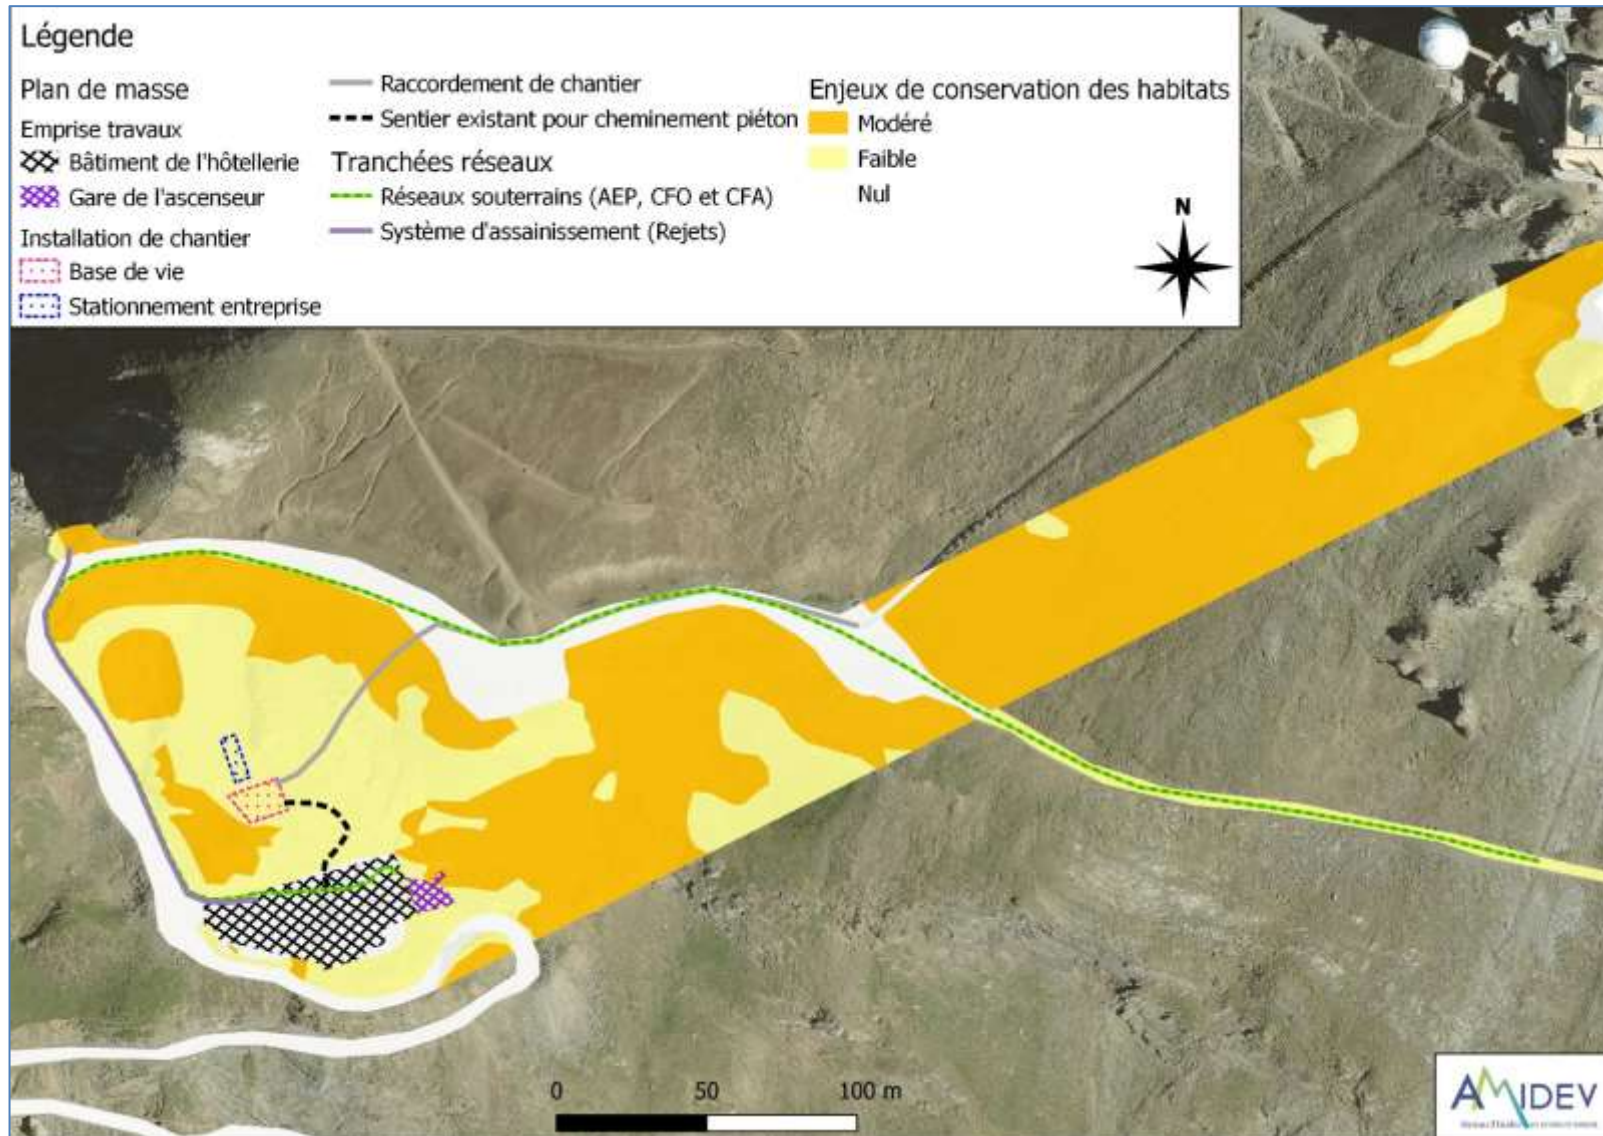 Légende
Plan de masse
Emprise travaux
Bâtiment de l'hôtellerie
Gare de l'ascenseur
Installation de chantier
Base de vie
Stationnement entreprise
Raccordement de chantier
Sentier existant pour cheminement piéton
Tranchées réseaux
Réseaux souterrains (AEP, CFO et CFA)
Système d'assainissement (Rejets)
Enjeux de conservation des habitats
Modéré
Faible
Nul
N
0 50 100 m
AMIDEV